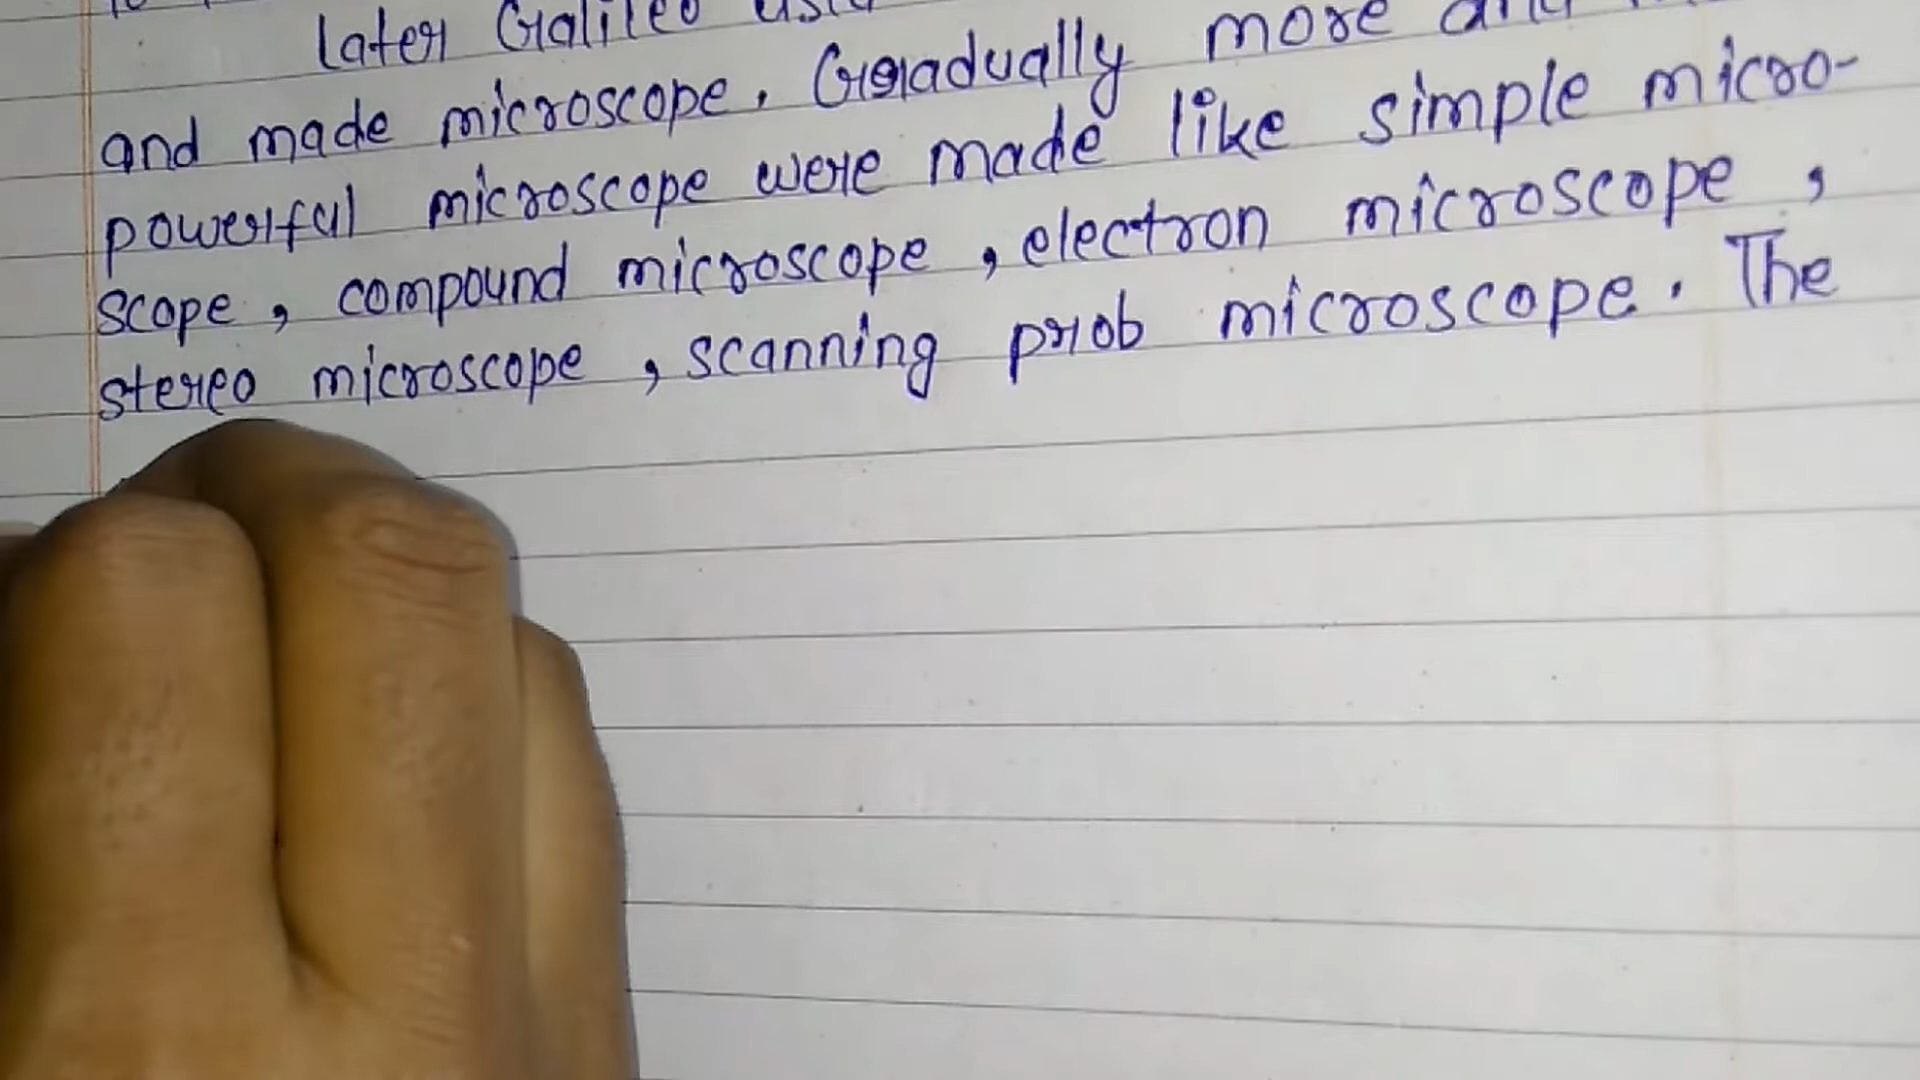 Later Galileo
and made microscope. Gradually more and
powerful microscope were made like simple micro-
scope, compound microscope, electron microscope,
stereo microscope, scanning prob microscope. The